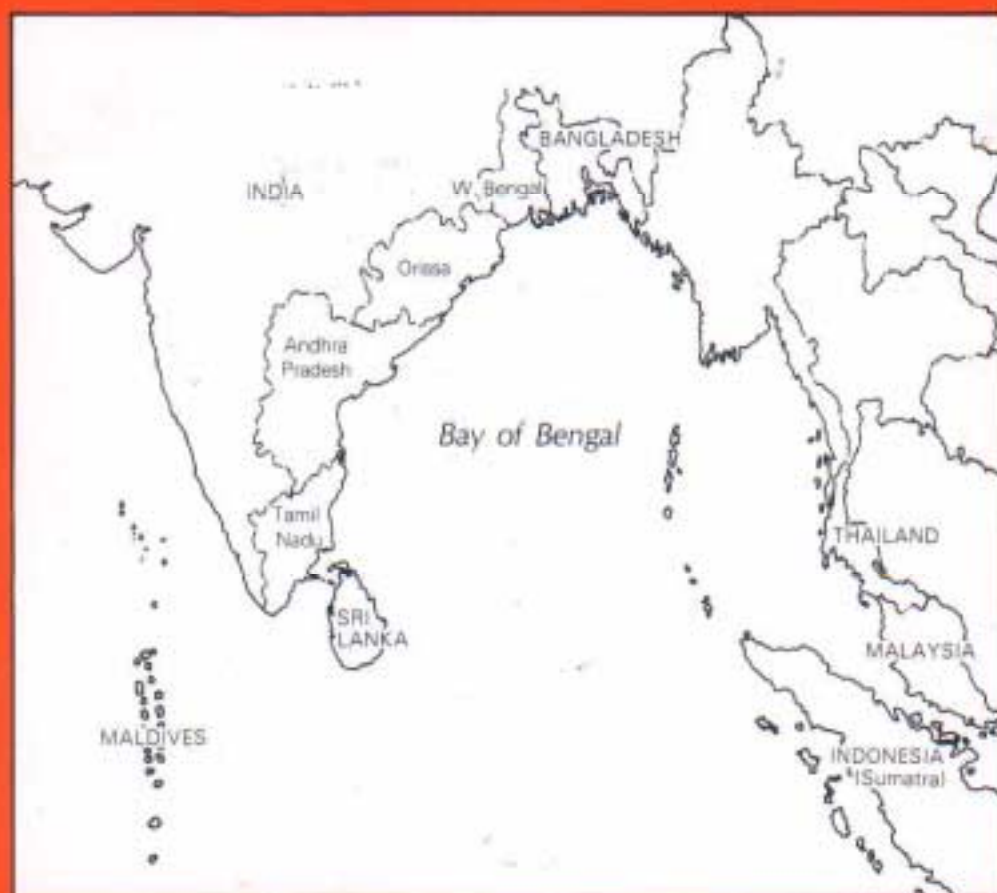 BANGLADESH
INDIA
W. Bengal
Orissa
Andhra
Pradesh
Bay of Bengal
Tamil
Nadu
THAILAND
SRI
LANKA
MALAYSIA
MALDIVES
INDONESIA
(Sumatra)